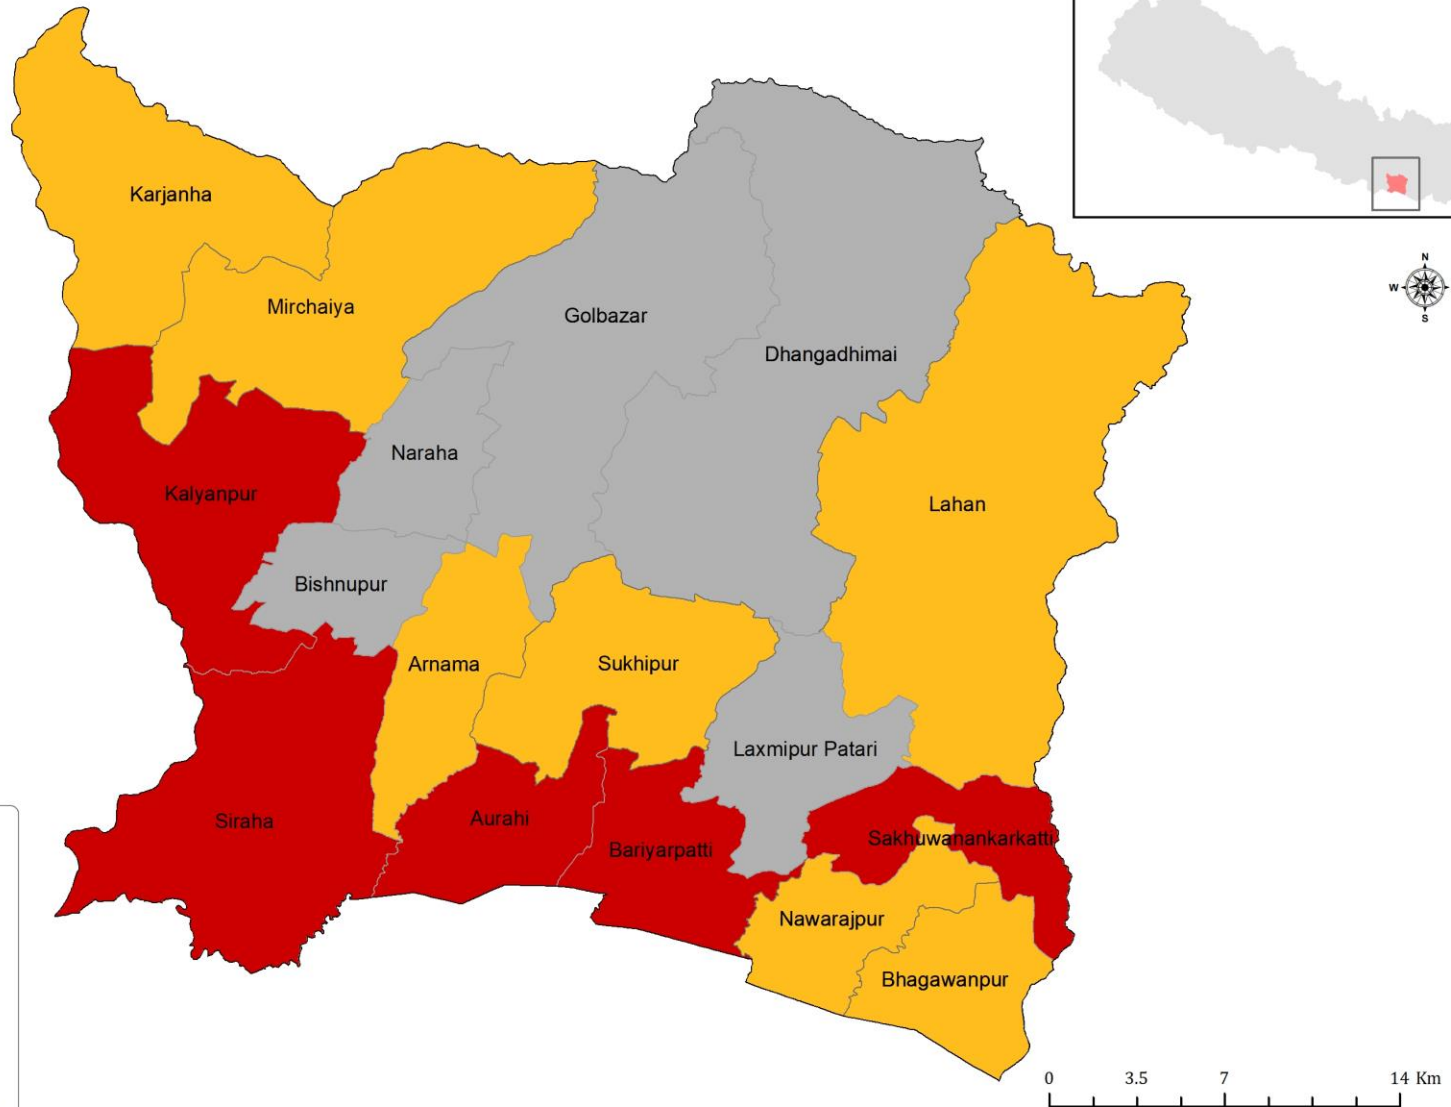 Karjanha
N
W
S
Mirchaiya
Golbazar
Dhangadhimai
Naraha
Kalyanpur
Lahan
Bishnupur
Arnama
Sukhipur
Laxmipur Patari
Siraha
Aurahi
Bariyarpatti
Sakhuwanankarkatti
Nawarajpur
Bhagawanpur
0 3.5 7 14 Km